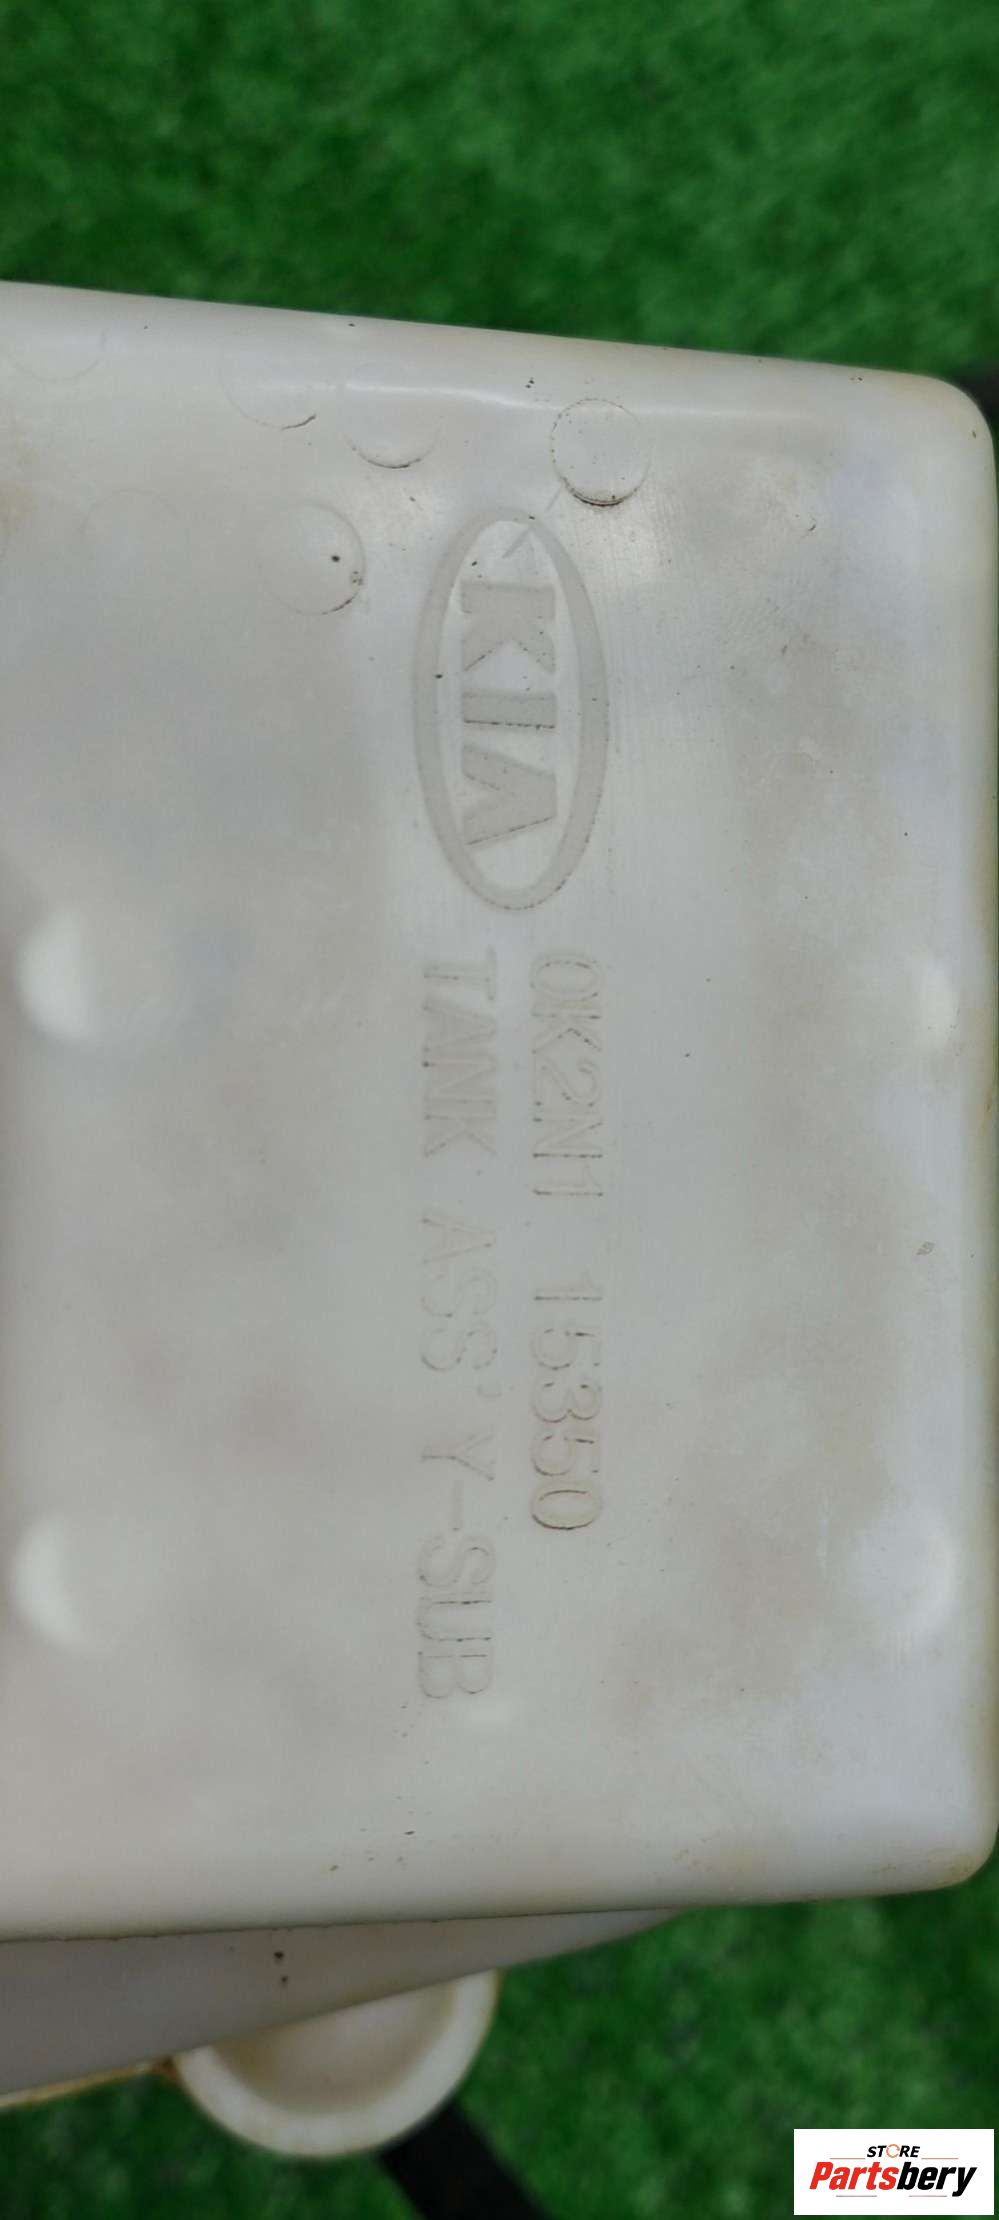 KIA
0K2N1 15350
TANK ASS'Y-SUB
STORE
Partsbery